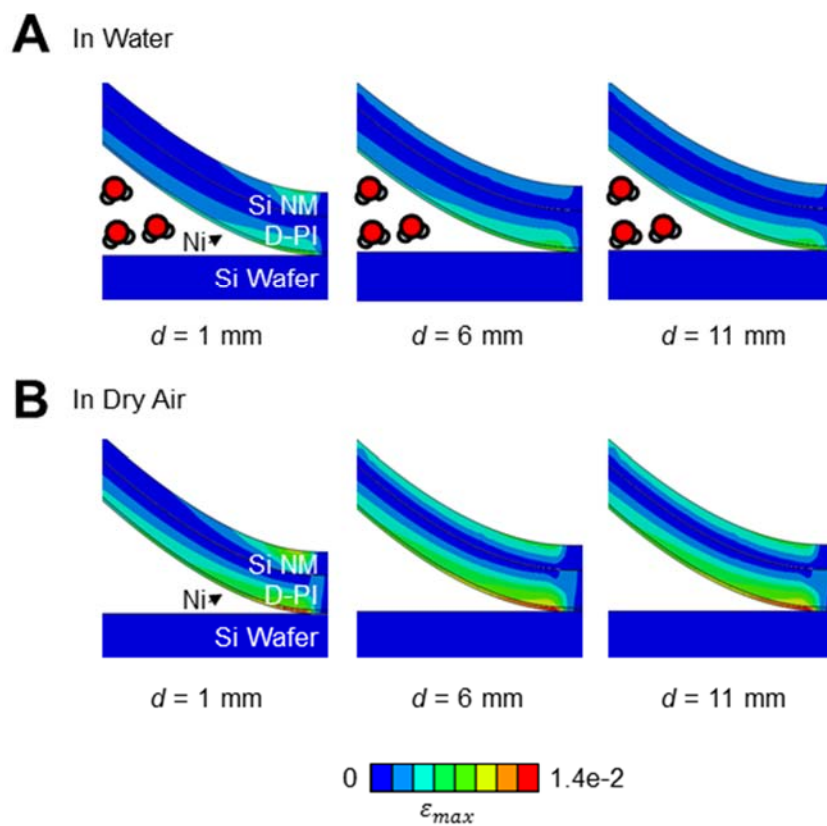 A In Water
Si NM
D-PI
Ni
Si Wafer
d = 1 mm d = 6 mm d = 11 mm
B In Dry Air
Si NM
D-PI
Ni
Si Wafer
d = 1 mm d = 6 mm d = 11 mm
0 1.4e-2
εmax